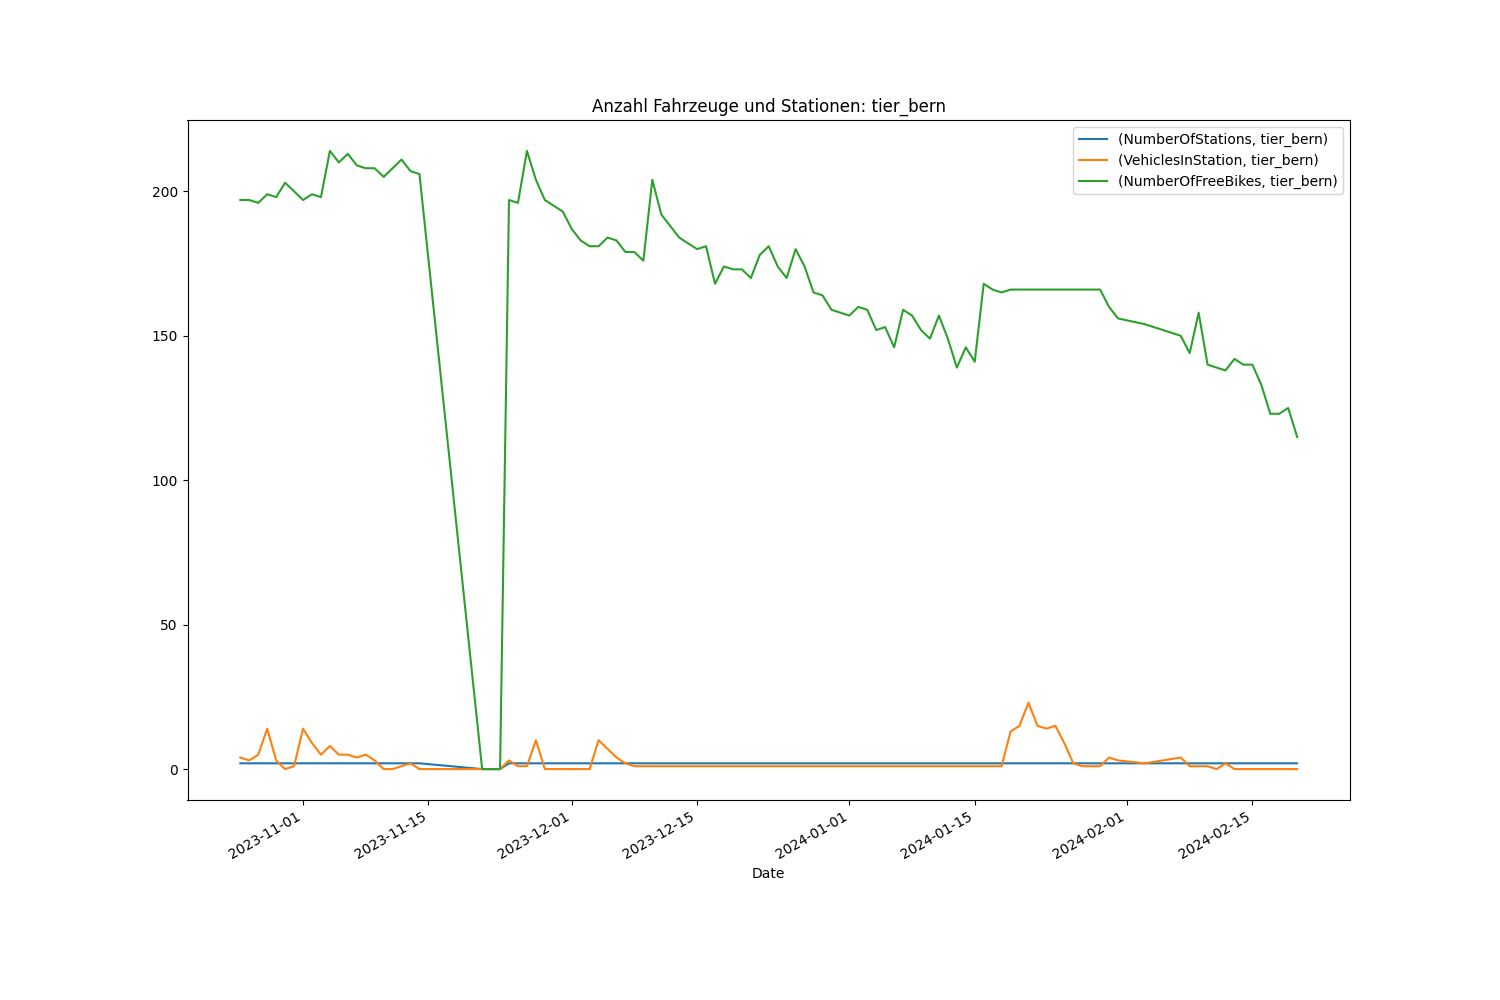 Anzahl Fahrzeuge und Stationen: tier_bern
(NumberOfStations, tier_bern)
(VehiclesInStation, tier_bern)
(NumberOfFreeBikes, tier_bern)
200
150
100
50
0
2023-11-01
2023-11-15
2023-12-01
2023-12-15
2024-01-01
2024-01-15
2024-02-01
2024-02-15
Date